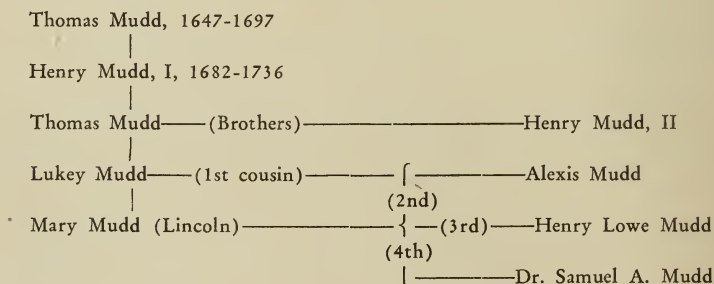 Thomas Mudd, 1647-1697
Henry Mudd, I, 1682-1736
Thomas Mudd——(Brothers)——————Henry Mudd, II
Lukey Mudd——(1st cousin)————Alexis Mudd
(2nd)
Mary Mudd (Lincoln)————{—(3rd)——Henry Lowe Mudd
(4th)
Dr. Samuel A. Mudd